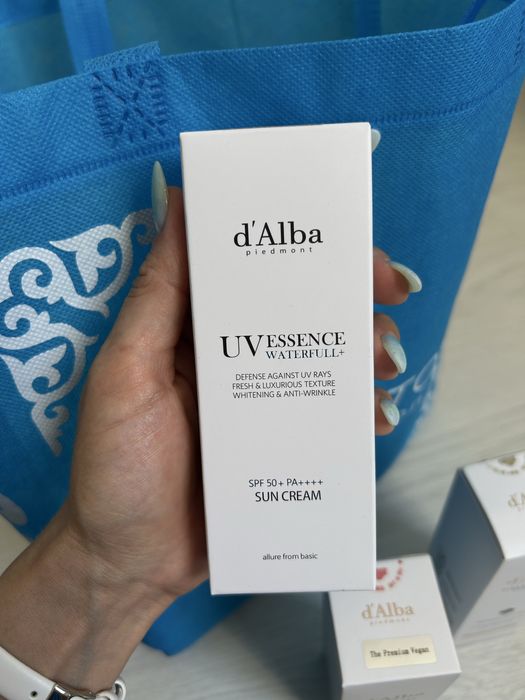 d'Alba
piedmont
UV ESSENCE
WATERFULL+
DEFENSE AGAINST UV RAYS
FRESH & LUXURIOUS TEXTURE
WHITENING & ANTI-WRINKLE
SPF 50+ PA++++
SUN CREAM
allure from basic
d'Alba
piedmont
The Premium Vegan
d'Alba